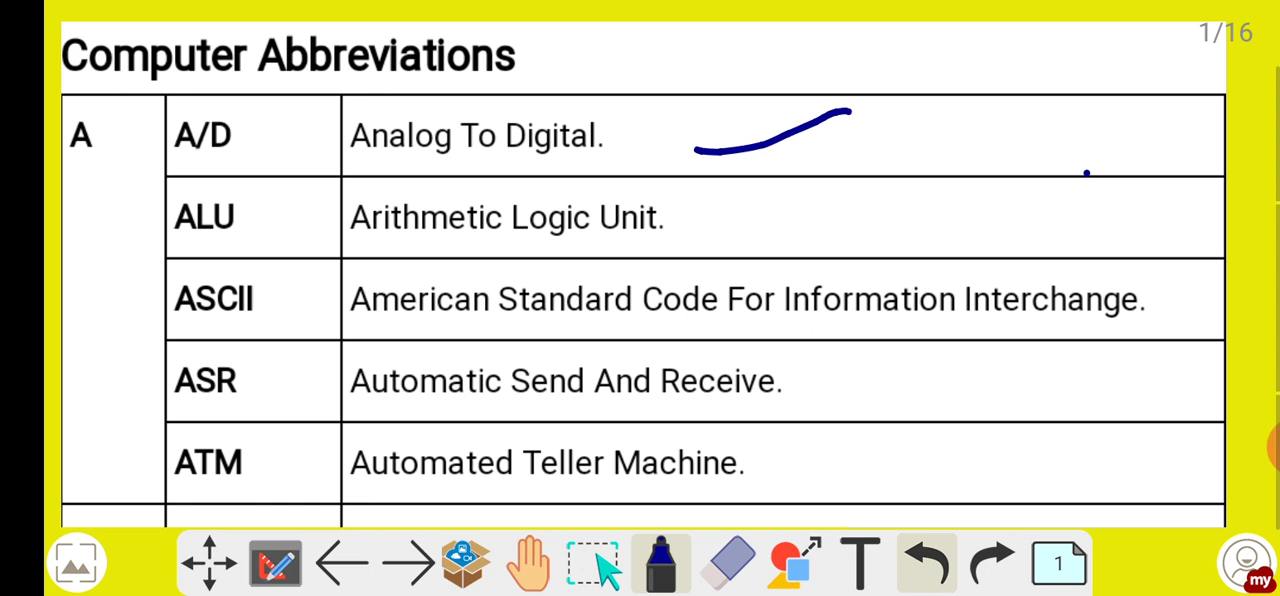 1/16
Computer Abbreviations
A A/D Analog To Digital.
ALU Arithmetic Logic Unit.
ASCII American Standard Code For Information Interchange.
ASR Automatic Send And Receive.
ATM Automated Teller Machine.
T 1
my